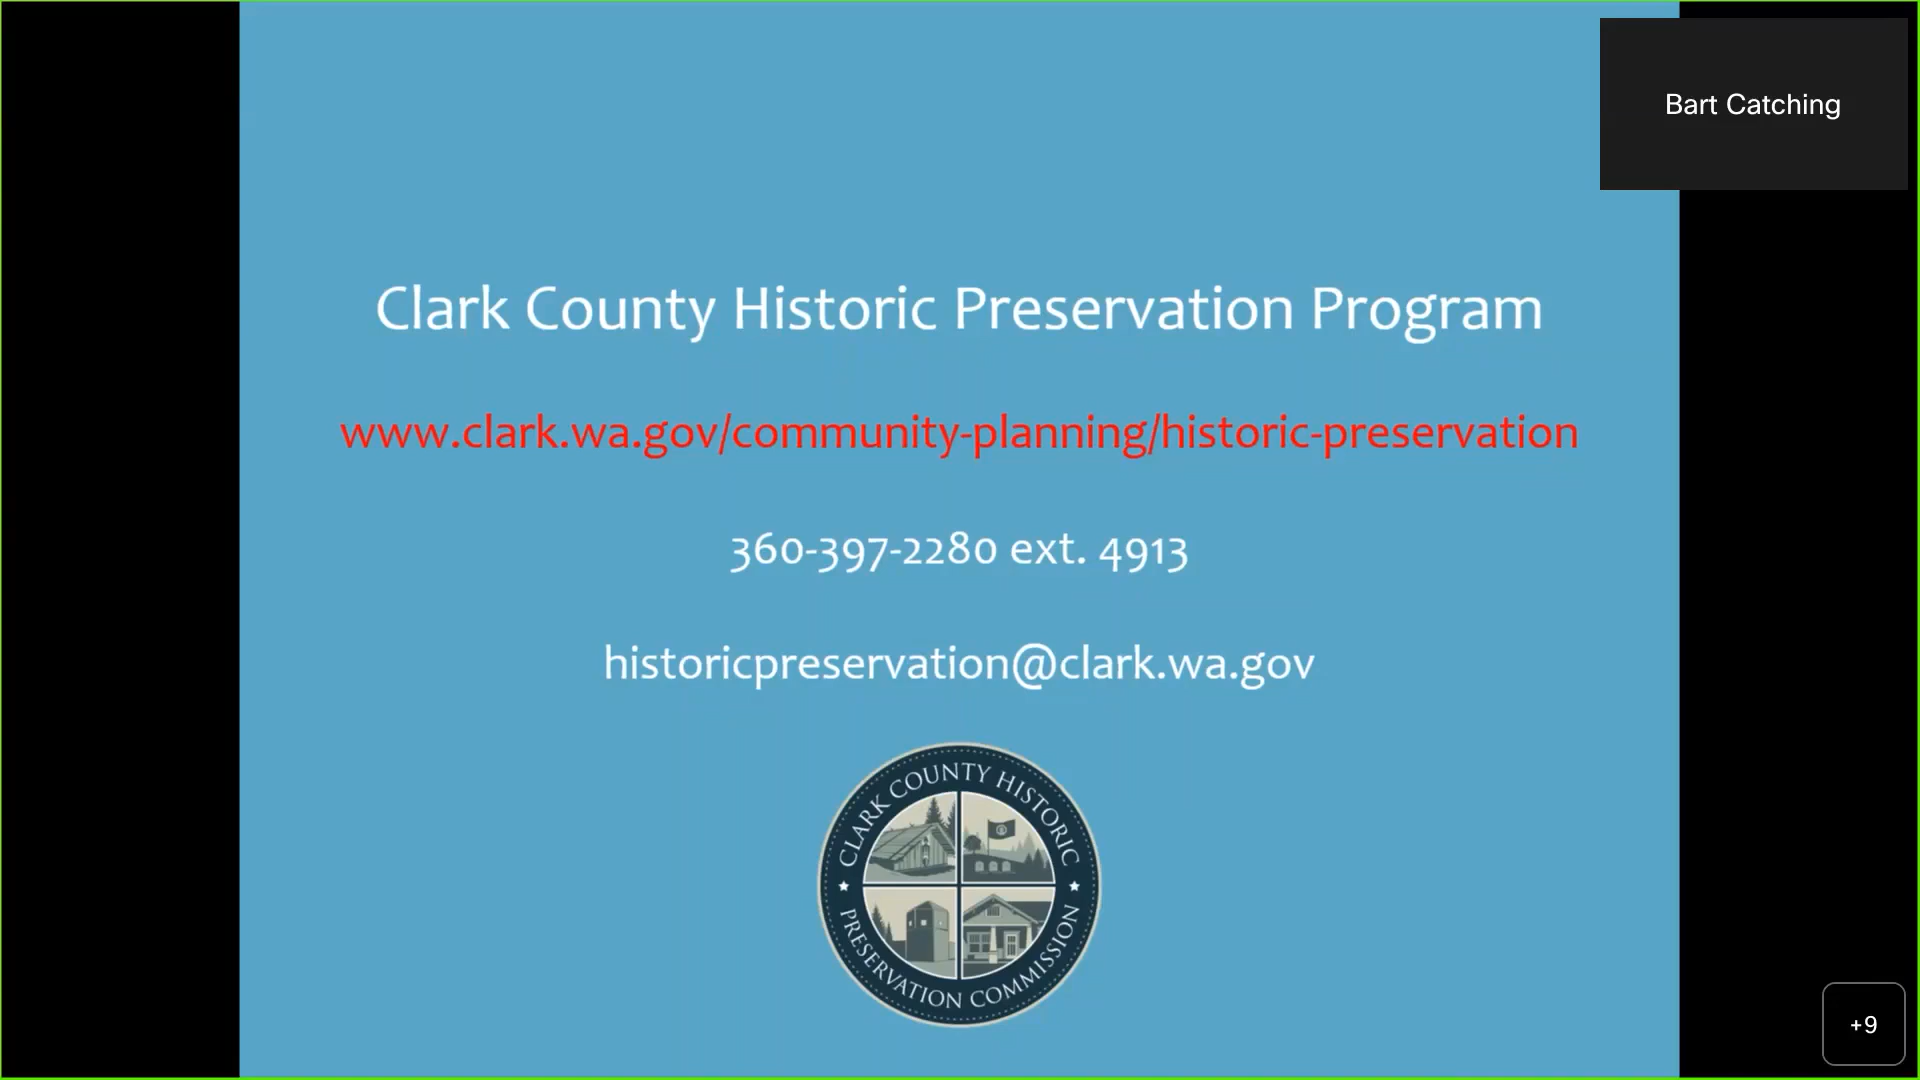 Bart Catching
Clark County Historic Preservation Program
www.clark.wa.gov/community-planning/historic-preservation
360-397-2280 ext. 4913
historicpreservation@clark.wa.gov
CLARK COUNTY HISTORIC
PRESERVATION COMMISSION
+9